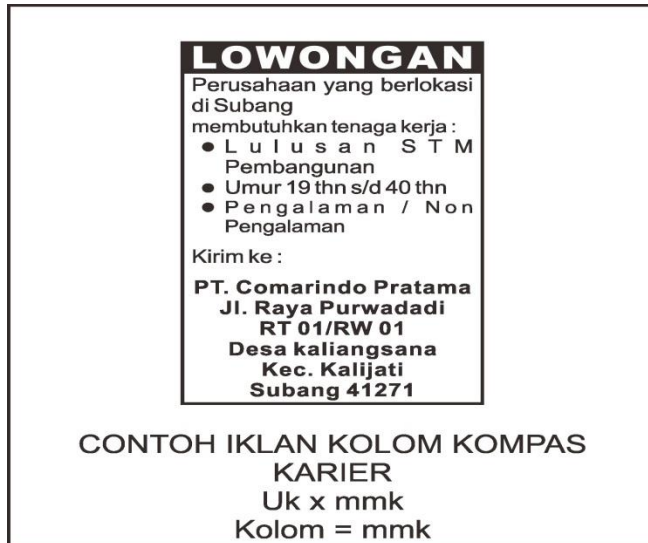 LOWONGAN
Perusahaan yang berlokasi
di Subang
membutuhkan tenaga kerja :
● Lulusan STM
Pembangunan
● Umur 19 thn s/d 40 thn
● Pengalaman / Non
Pengalaman
Kirim ke :
PT. Comarindo Pratama
Jl. Raya Purwadadi
RT 01/RW 01
Desa kaliangsana
Kec. Kalijati
Subang 41271
CONTOH IKLAN KOLOM KOMPAS
KARIER
Uk x mmk
Kolom = mmk